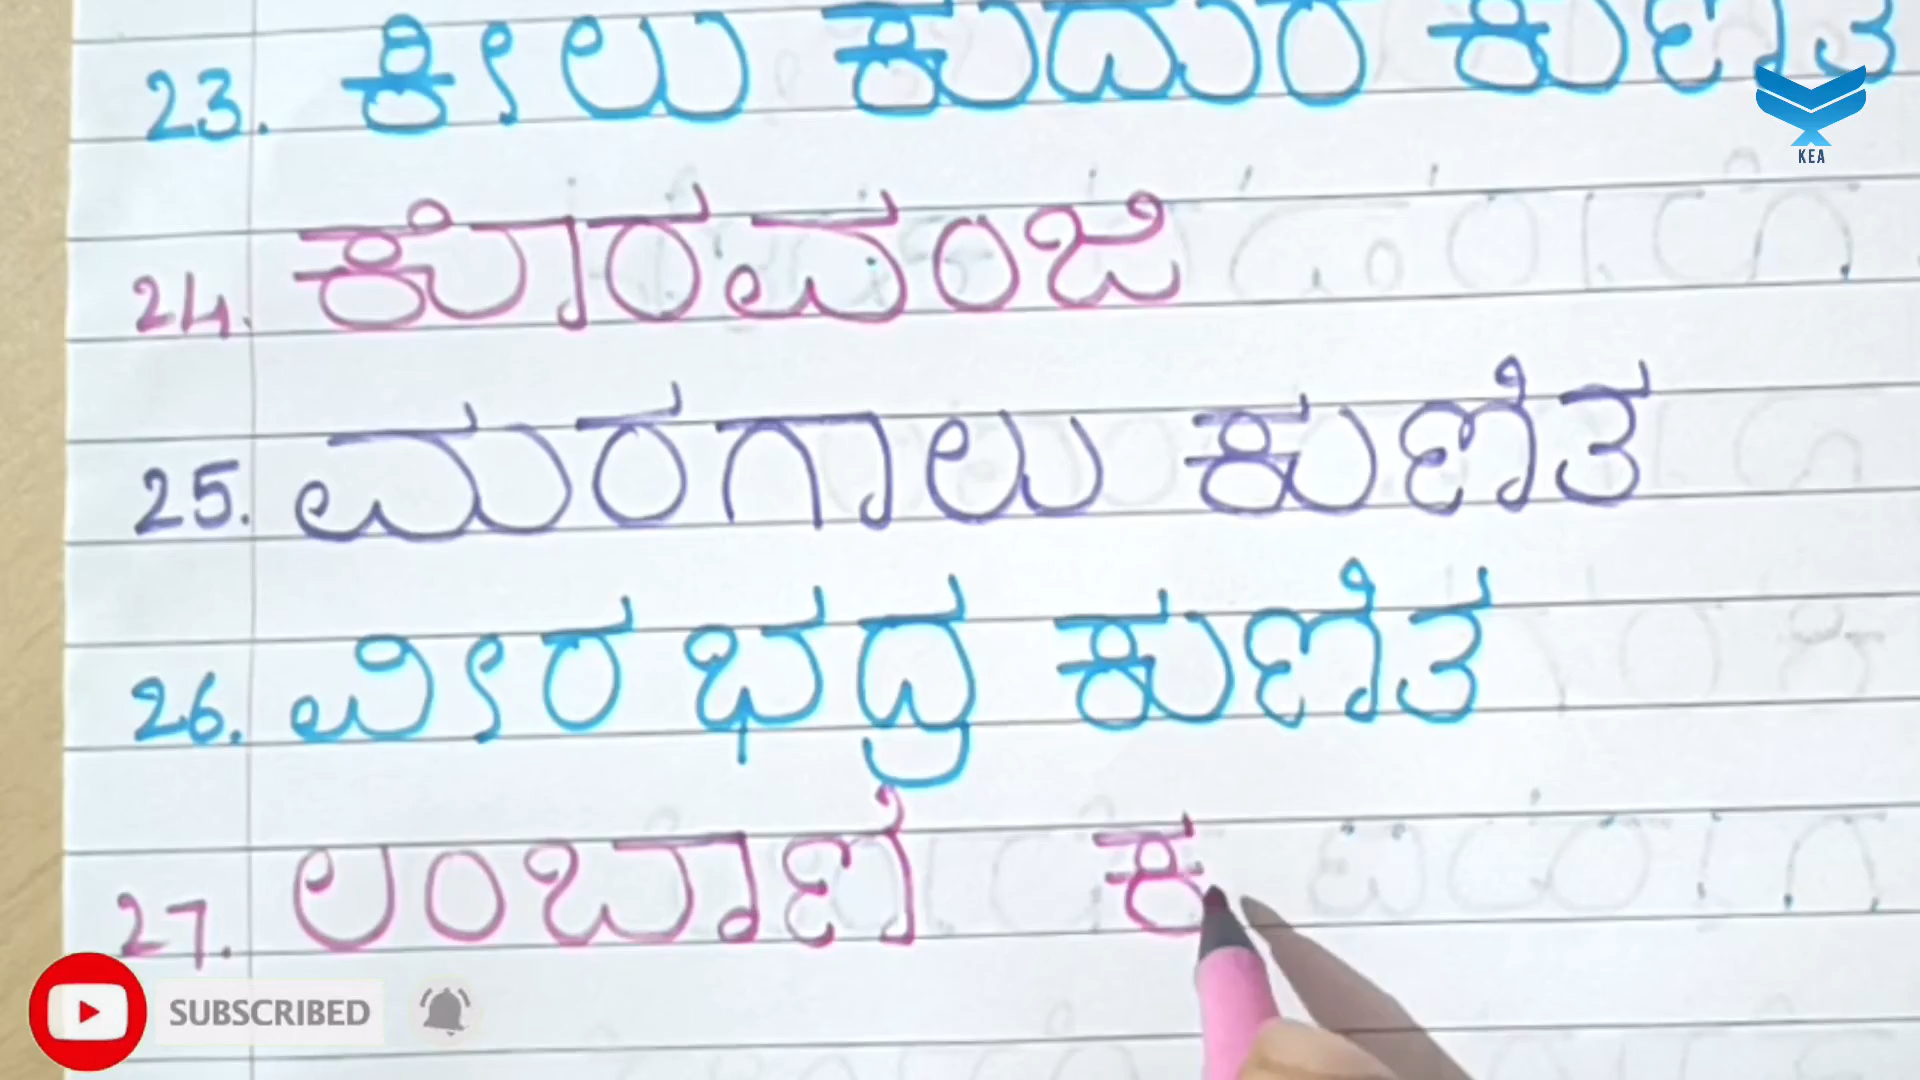 23. ಕೀಲು ಕುದುರೆ ಕುಣಿತ
KEA
24. ಕೊರವಂಜಿ
25. ಮರಗಾಲು ಕುಣಿತ
26. ವೀರಭದ್ರ ಕುಣಿತ
27. ಲಂಬಾಣಿ ಕ
SUBSCRIBED